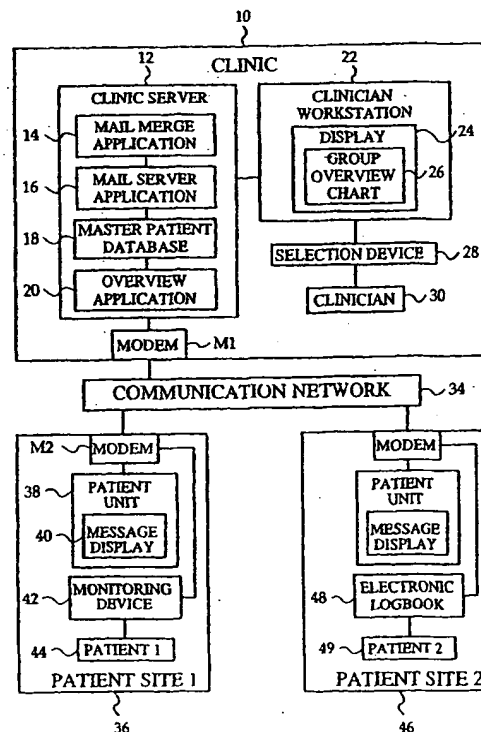 10
CLINIC
12
CLINIC SERVER
14
MAIL MERGE
APPLICATION
16
MAIL SERVER
APPLICATION
18
MASTER PATIENT
DATABASE
20
OVERVIEW
APPLICATION
22
CLINICIAN
WORKSTATION
DISPLAY
24
GROUP
OVERVIEW
CHART
26
SELECTION DEVICE
28
CLINICIAN
30
MODEM
M1
COMMUNICATION NETWORK
34
M2
MODEM
38
PATIENT
UNIT
40
MESSAGE
DISPLAY
42
MONITORING
DEVICE
44
PATIENT 1
PATIENT SITE 1
36
MODEM
PATIENT
UNIT
MESSAGE
DISPLAY
48
ELECTRONIC
LOGBOOK
49
PATIENT 2
PATIENT SITE 2
46